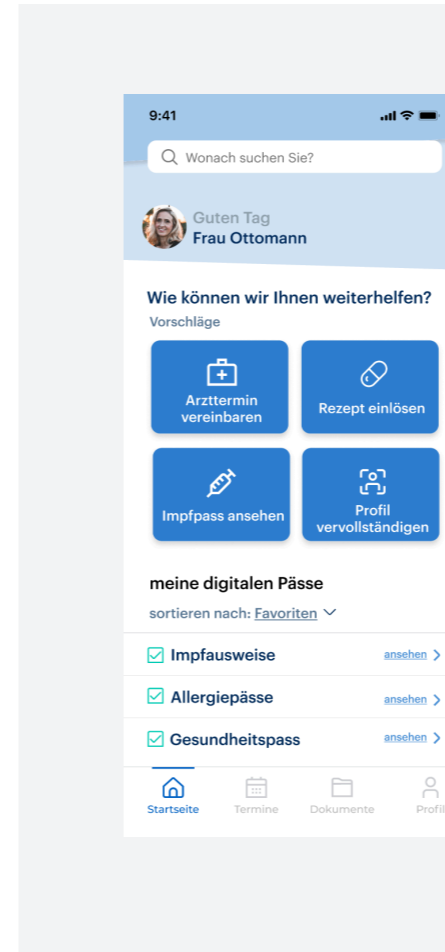 9:41
Wonach suchen Sie?
Guten Tag
Frau Ottomann
Wie können wir Ihnen weiterhelfen?
Vorschläge
Arzttermin
vereinbaren
Rezept einlösen
Impfpass ansehen
Profil
vervollständigen
meine digitalen Pässe
sortieren nach: Favoriten
Impfausweise ansehen
Allergiepässe ansehen
Gesundheitspass ansehen
Startseite Termine Dokumente Profil